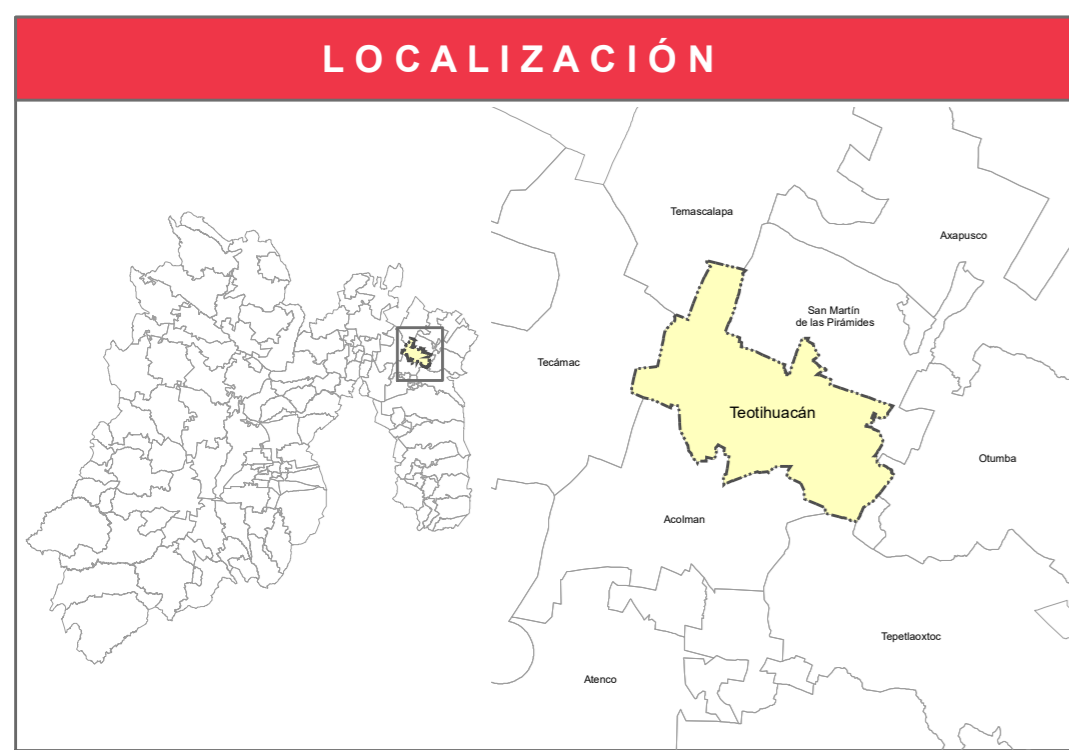 LOCALIZACIÓN
Temascalapa
Axapusco
San Martín
de las Pirámides
Tecámac
Teotihuacán
Otumba
Acolman
Tepetlaoxtoc
Atenco